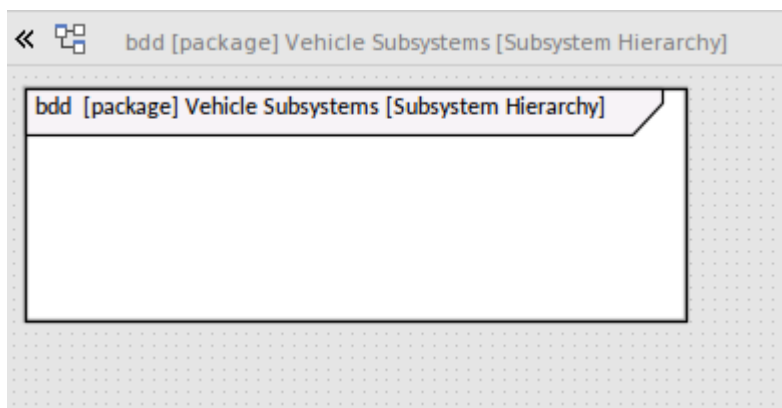 « bdd [package] Vehicle Subsystems [Subsystem Hierarchy]
bdd [package] Vehicle Subsystems [Subsystem Hierarchy]